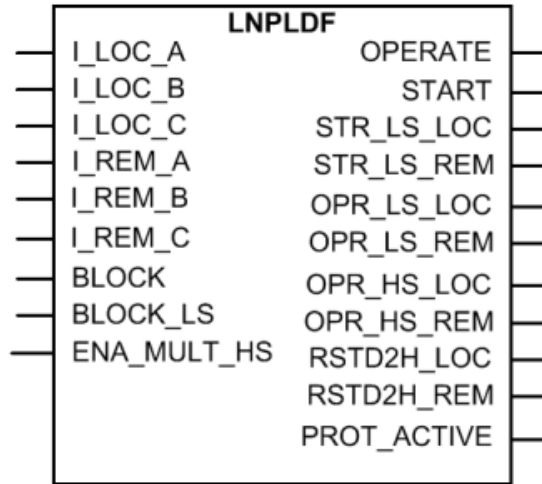 LNPLDF
I_LOC_A
I_LOC_B
I_LOC_C
I_REM_A
I_REM_B
I_REM_C
BLOCK
BLOCK_LS
ENA_MULT_HS
OPERATE
START
STR_LS_LOC
STR_LS_REM
OPR_LS_LOC
OPR_LS_REM
OPR_HS_LOC
OPR_HS_REM
RSTD2H_LOC
RSTD2H_REM
PROT_ACTIVE